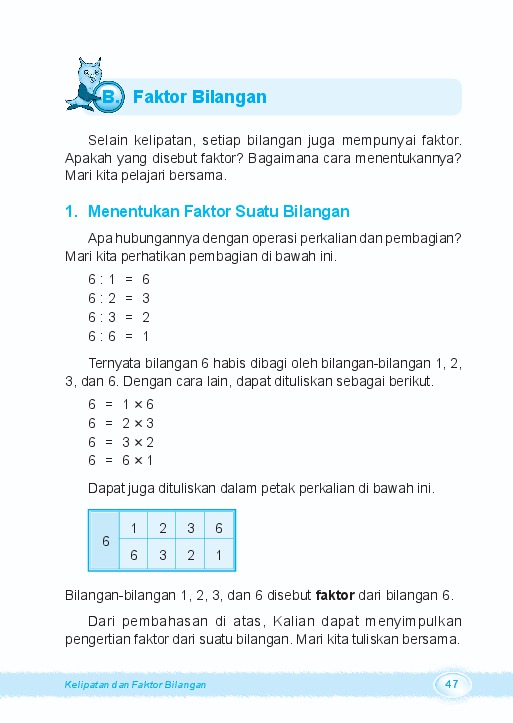 B. Faktor Bilangan
Selain kelipatan, setiap bilangan juga mempunyai faktor.
Apakah yang disebut faktor? Bagaimana cara menentukannya?
Mari kita pelajari bersama.
1. Menentukan Faktor Suatu Bilangan
Apa hubungannya dengan operasi perkalian dan pembagian?
Mari kita perhatikan pembagian di bawah ini.
6 : 1 = 6
6 : 2 = 3
6 : 3 = 2
6 : 6 = 1
Ternyata bilangan 6 habis dibagi oleh bilangan-bilangan 1, 2,
3, dan 6. Dengan cara lain, dapat dituliskan sebagai berikut.
6 = 1 × 6
6 = 2 × 3
6 = 3 × 2
6 = 6 × 1
Dapat juga dituliskan dalam petak perkalian di bawah ini.
1 2 3 6
6
6 3 2 1
Bilangan-bilangan 1, 2, 3, dan 6 disebut faktor dari bilangan 6.
Dari pembahasan di atas, Kalian dapat menyimpulkan
pengertian faktor dari suatu bilangan. Mari kita tuliskan bersama.
Kelipatan dan Faktor Bilangan 47